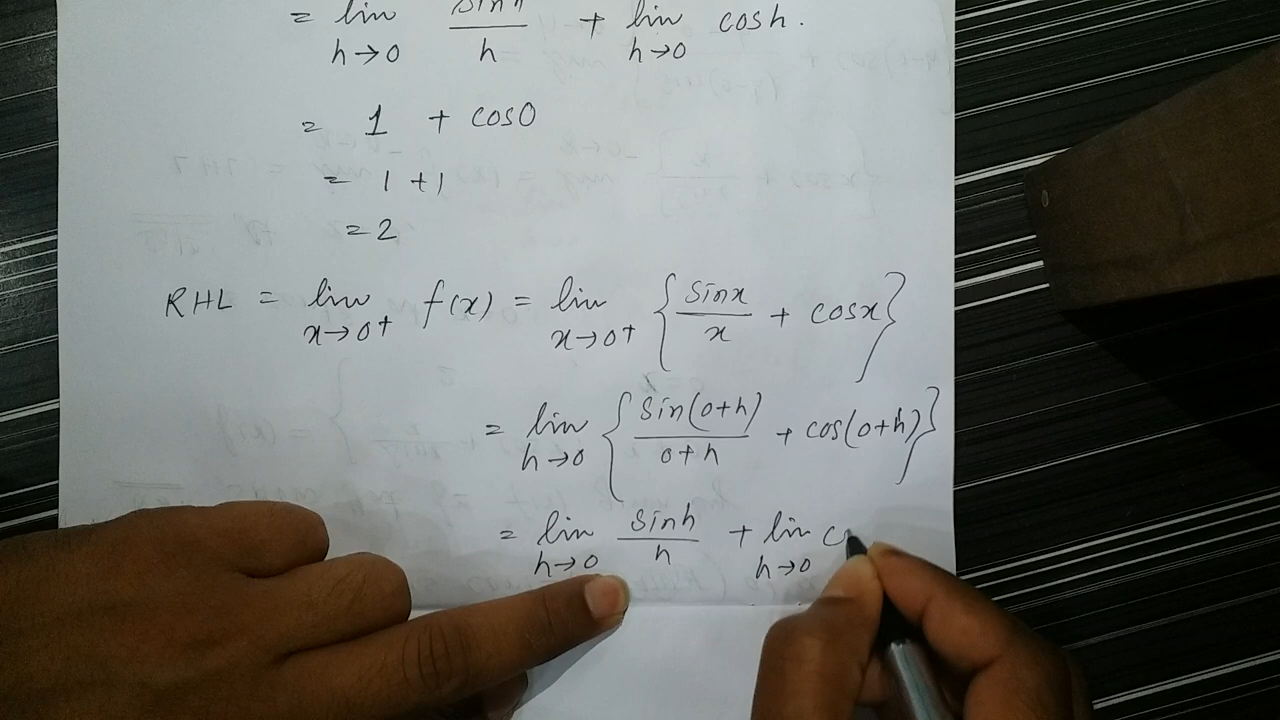 = lim h→0 sinh/h + lim h→0 cosh.
= 1 + cos0
= 1 + 1
= 2
RHL = lim x→0+ f(x) = lim x→0+ {sinx/x + cosx}
= lim h→0 {sin(0+h)/0+h + cos(0+h)}
= lim h→0 sinh/h + lim h→0 c